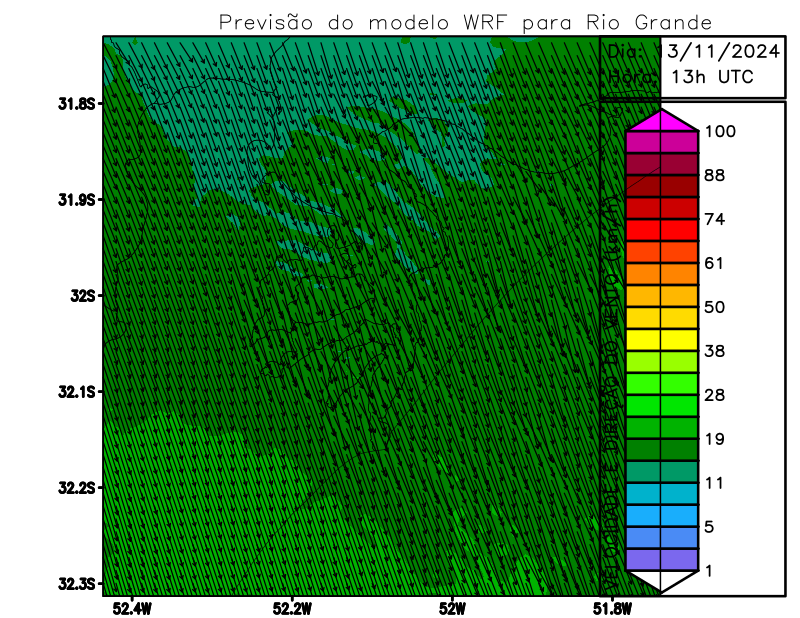 Previsão do modelo WRF para Rio Grande
Dia: 13/11/2024
Hora: 13h UTC
31.8S
31.9S
32S
32.1S
32.2S
32.3S
52.4W
52.2W
52W
51.8W
VELOCIDADE E DIREÇÃO DO VENTO (km/h)
100
88
74
61
50
38
28
19
11
5
1